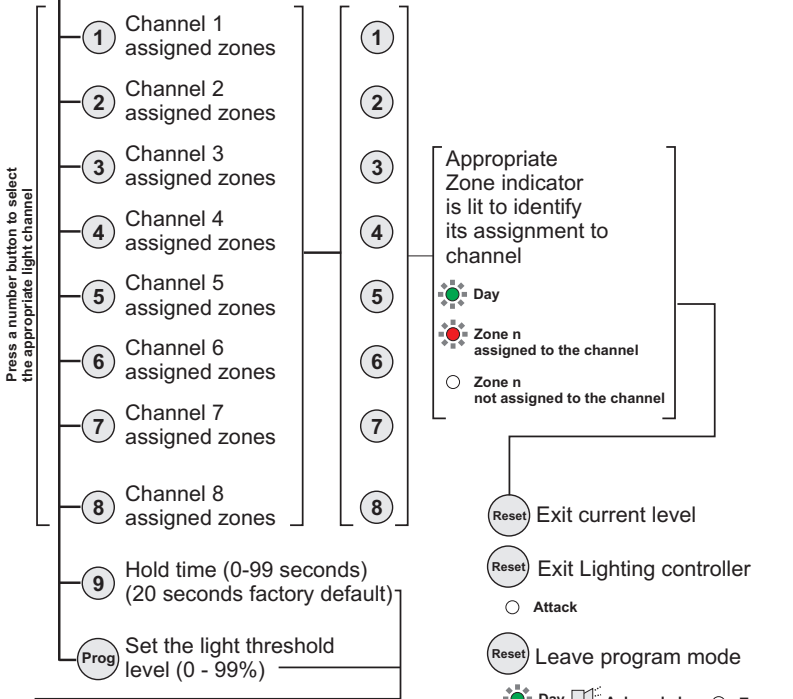 Press a number button to select
the appropriate light channel
1 Channel 1
assigned zones
2 Channel 2
assigned zones
3 Channel 3
assigned zones
4 Channel 4
assigned zones
5 Channel 5
assigned zones
6 Channel 6
assigned zones
7 Channel 7
assigned zones
8 Channel 8
assigned zones
9 Hold time (0-99 seconds)
(20 seconds factory default)
Prog Set the light threshold
level (0 - 99%)
1
2
3
4
5
6
7
8
Appropriate
Zone indicator
is lit to identify
its assignment to
channel
Day
Zone n
assigned to the channel
Zone n
not assigned to the channel
Reset Exit current level
Reset Exit Lighting controller
Attack
Reset Leave program mode
Day